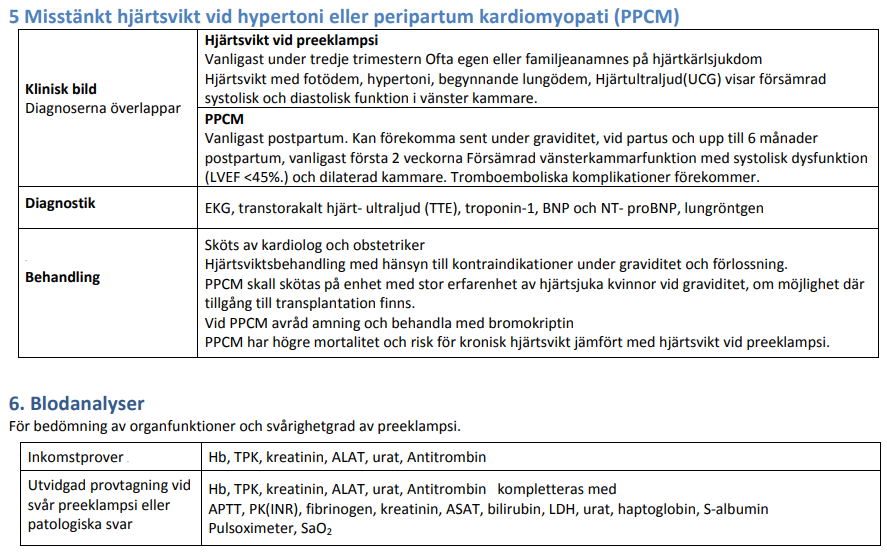 5 Misstänkt hjärtsvikt vid hypertoni eller peripartum kardiomyopati (PPCM)
Klinisk bild
Diagnoserna överlappar
Hjärtsvikt vid preeklampsi
Vanligast under tredje trimestern Ofta egen eller familjeanamnes på hjärtkärlsjukdom
Hjärtsvikt med fotödem, hypertoni, begynnande lungödem, Hjärtultraljud(UCG) visar försämrad
systolisk och diastolisk funktion i vänster kammare.
PPCM
Vanligast postpartum. Kan förekomma sent under graviditet, vid partus och upp till 6 månader
postpartum, vanligast första 2 veckorna Försämrad vänsterkammarfunktion med systolisk dysfunktion
(LVEF <45%.) och dilaterad kammare. Tromboemboliska komplikationer förekommer.
Diagnostik
EKG, transtorakalt hjärt- ultraljud (TTE), troponin-1, BNP och NT- proBNP, lungröntgen
Behandling
Sköts av kardiolog och obstetriker
Hjärtsviktsbehandling med hänsyn till kontraindikationer under graviditet och förlossning.
PPCM skall skötas på enhet med stor erfarenhet av hjärtsjuka kvinnor vid graviditet, om möjlighet där
tillgång till transplantation finns.
Vid PPCM avråd amning och behandla med bromokriptin
PPCM har högre mortalitet och risk för kronisk hjärtsvikt jämfört med hjärtsvikt vid preeklampsi.
6. Blodanalyser
För bedömning av organfunktioner och svårighetgrad av preeklampsi.
Inkomstprover
Hb, TPK, kreatinin, ALAT, urat, Antitrombin
Utvidgad provtagning vid
svår preeklampsi eller
patologiska svar
Hb, TPK, kreatinin, ALAT, urat, Antitrombin kompletteras med
APTT, PK(INR), fibrinogen, kreatinin, ASAT, bilirubin, LDH, urat, haptoglobin, S-albumin
Pulsoximeter, SaO₂